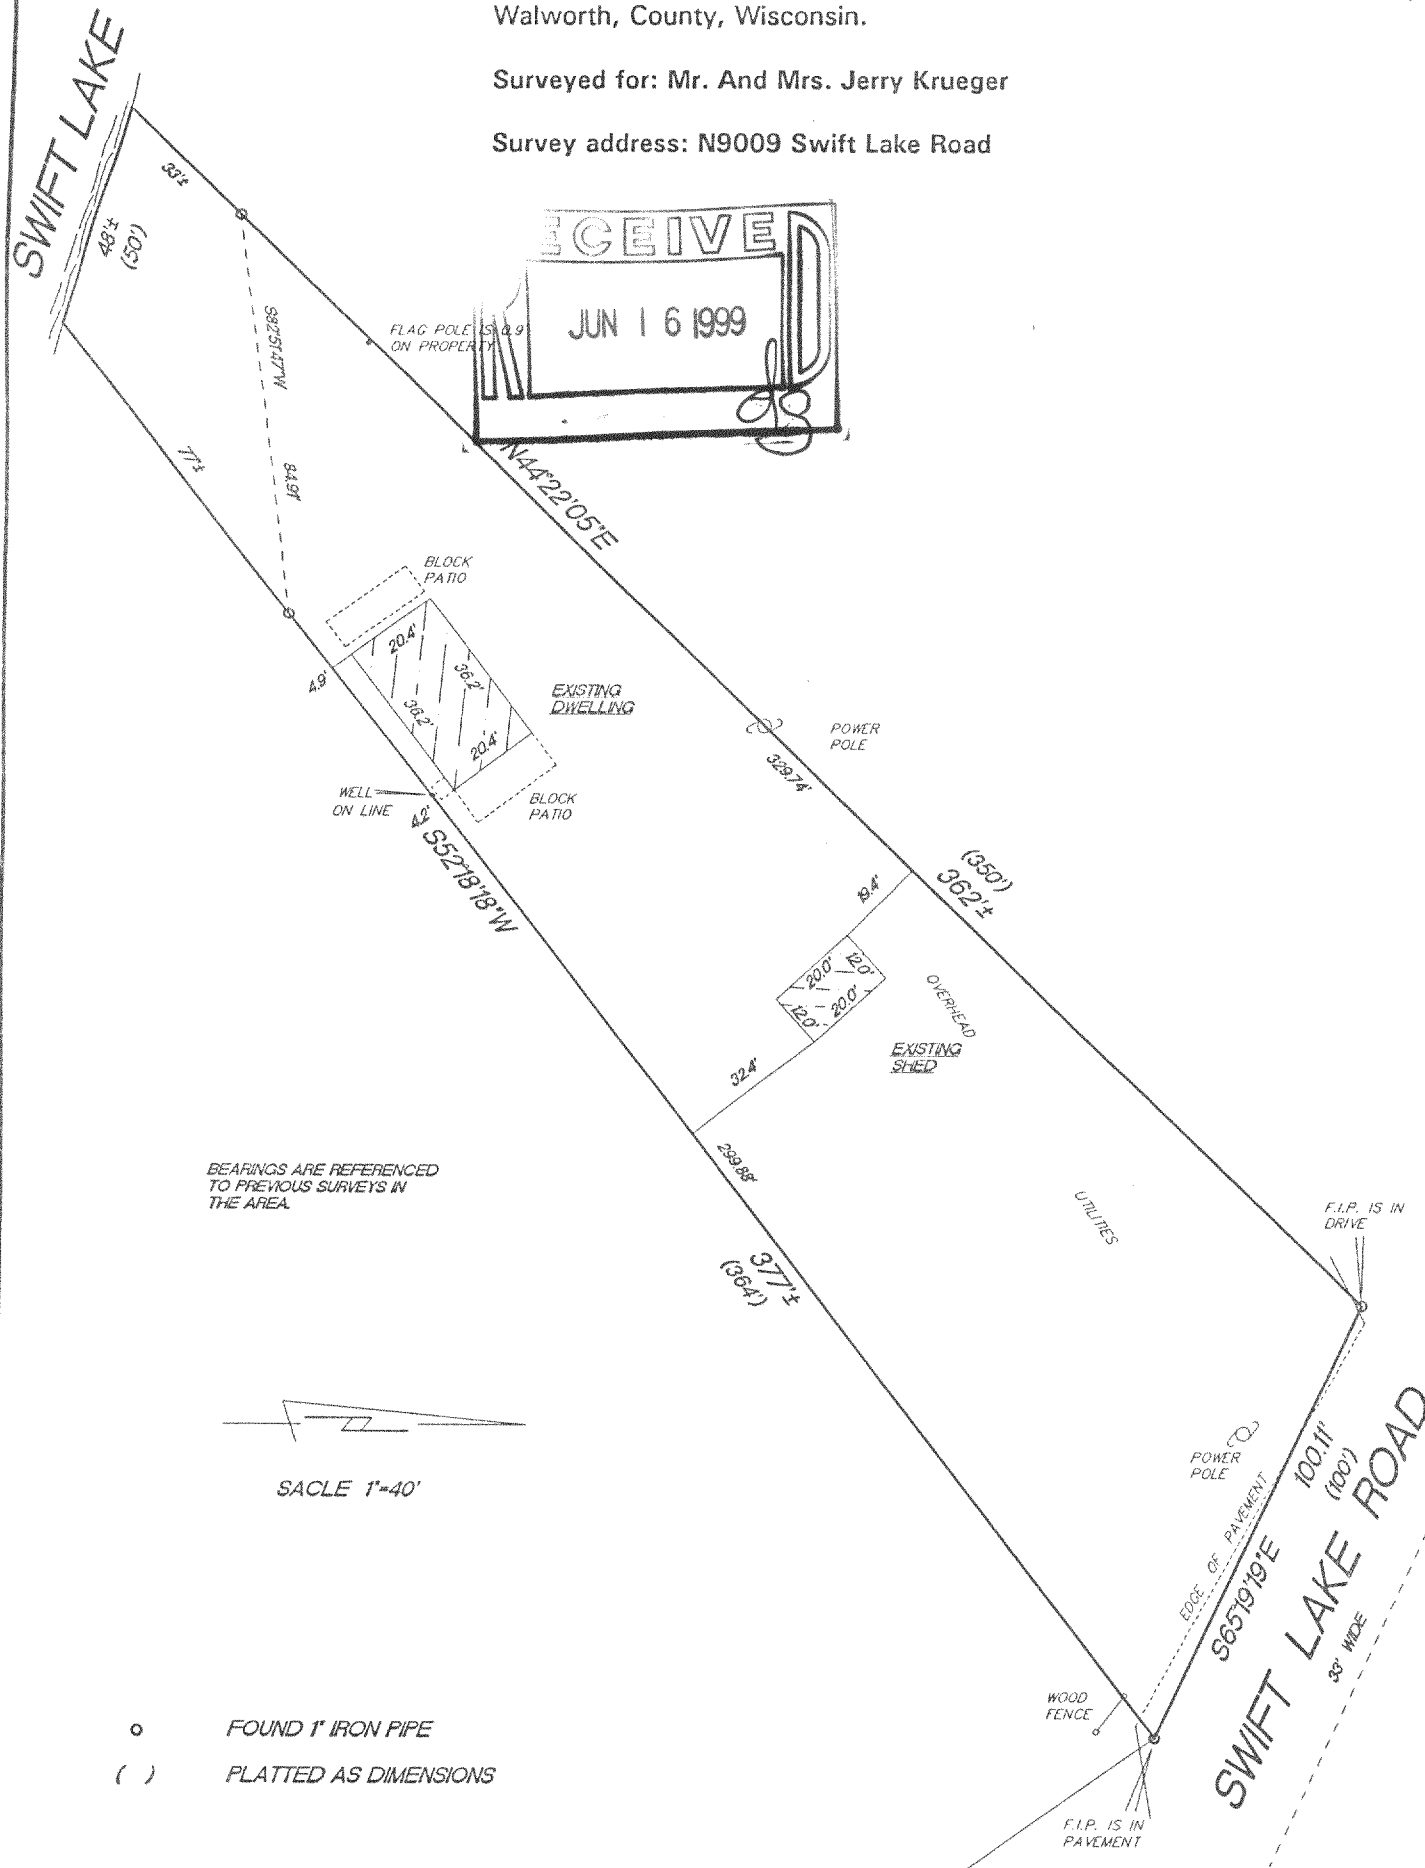 Walworth, County, Wisconsin.
Surveyed for: Mr. And Mrs. Jerry Krueger
Survey address: N9009 Swift Lake Road
SWIFT LAKE
33'±
48'±
(50')
ECEIVED
JUN 16 1999
FLAG POLE IS 0.9
ON PROPERTY
S82°51'47"W
84.91'
77'±
N44°22'05"E
BLOCK
PATIO
20.4'
36.2'
4.9'
36.2'
20.4'
EXISTING
DWELLING
POWER
POLE
329.74'
WELL
ON LINE
4.2'
BLOCK
PATIO
S52°18'18"W
(350')
362'±
19.4'
20.0'
12.0'
12.0'
20.0'
OVERHEAD
EXISTING
SHED
32.4'
299.88'
BEARINGS ARE REFERENCED
TO PREVIOUS SURVEYS IN
THE AREA.
UTILITIES
F.I.P. IS IN
DRIVE
377'±
(364')
SACLE 1"=40'
POWER
POLE
100.11'
(100')
EDGE OF PAVEMENT
S65°19'19"E
SWIFT LAKE ROAD
33' WIDE
WOOD
FENCE
F.I.P. IS IN
PAVEMENT
FOUND 1" IRON PIPE
( ) PLATTED AS DIMENSIONS